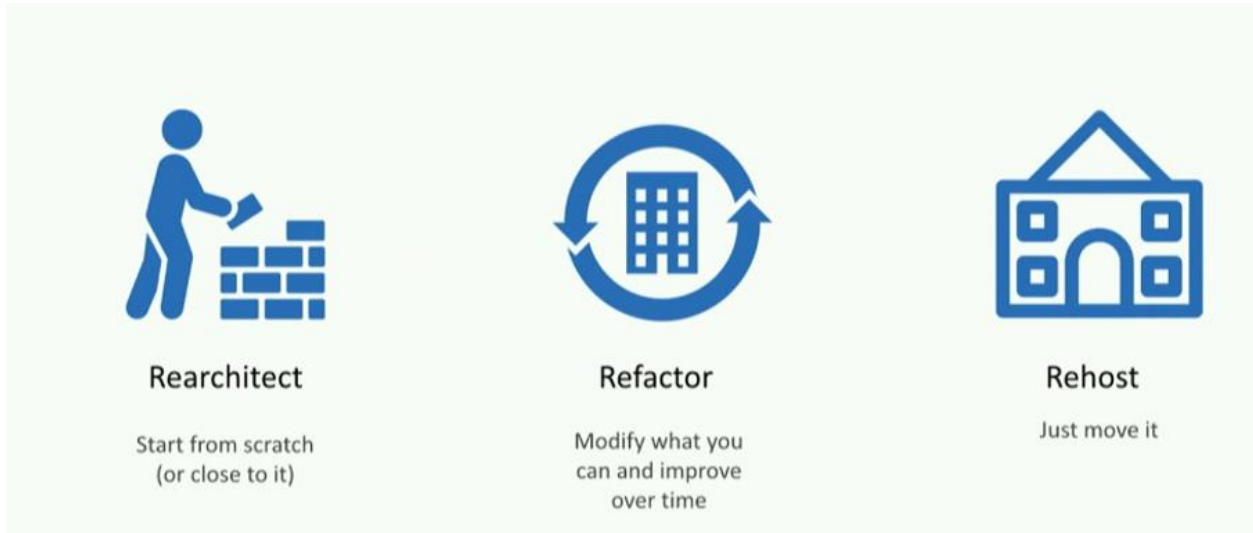 Rearchitect
Start from scratch
(or close to it)
Refactor
Modify what you
can and improve
over time
Rehost
Just move it